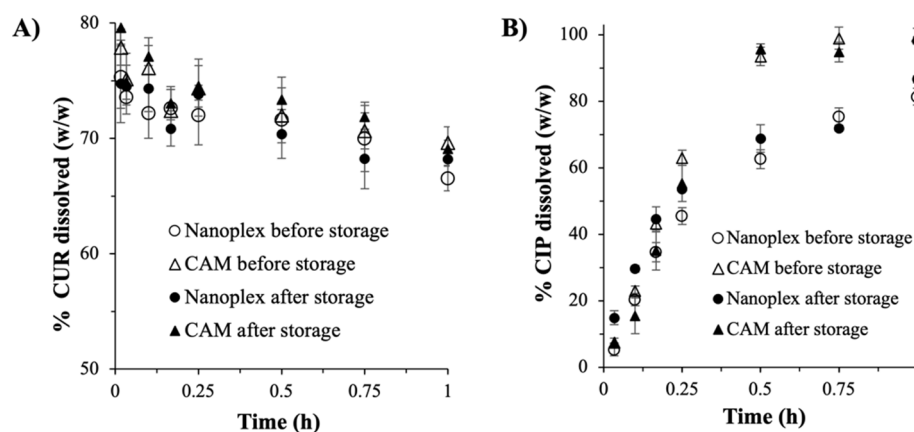 A)
80
70
60
50
% CUR dissolved (w/w)
Nanoplex before storage
CAM before storage
Nanoplex after storage
CAM after storage
0 0.25 0.5 0.75 1
Time (h)
B)
100
80
60
40
20
0
% CIP dissolved (w/w)
Nanoplex before storage
CAM before storage
Nanoplex after storage
CAM after storage
0 0.25 0.5 0.75
Time (h)